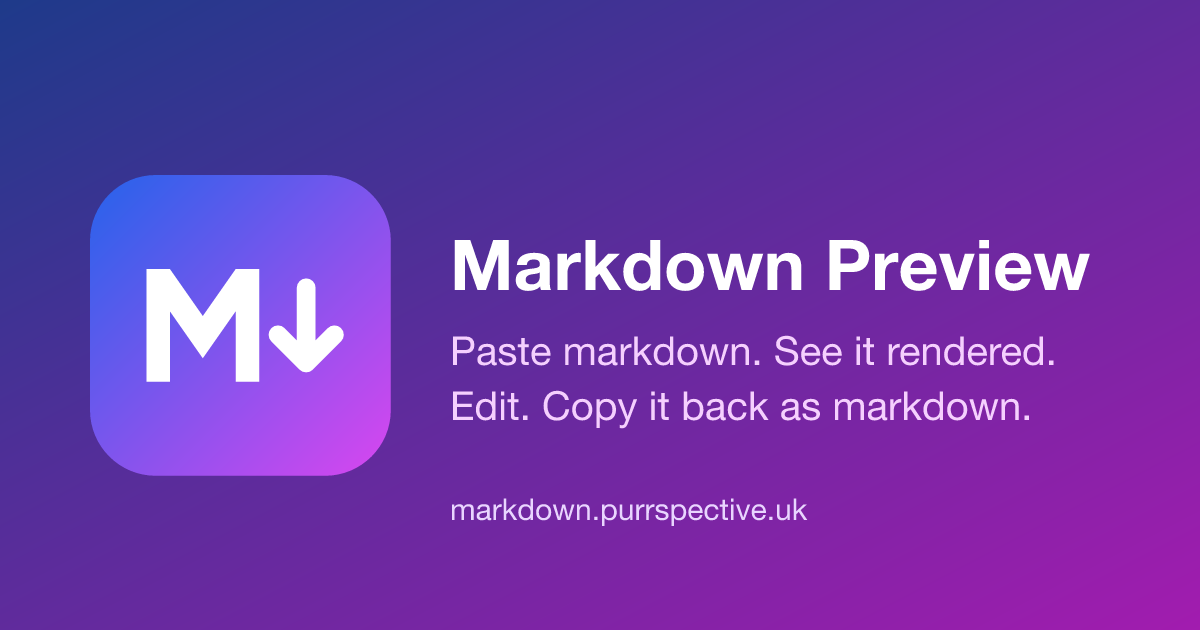 M
Markdown Preview
Paste markdown. See it rendered.
Edit. Copy it back as markdown.
markdown.purrspective.uk